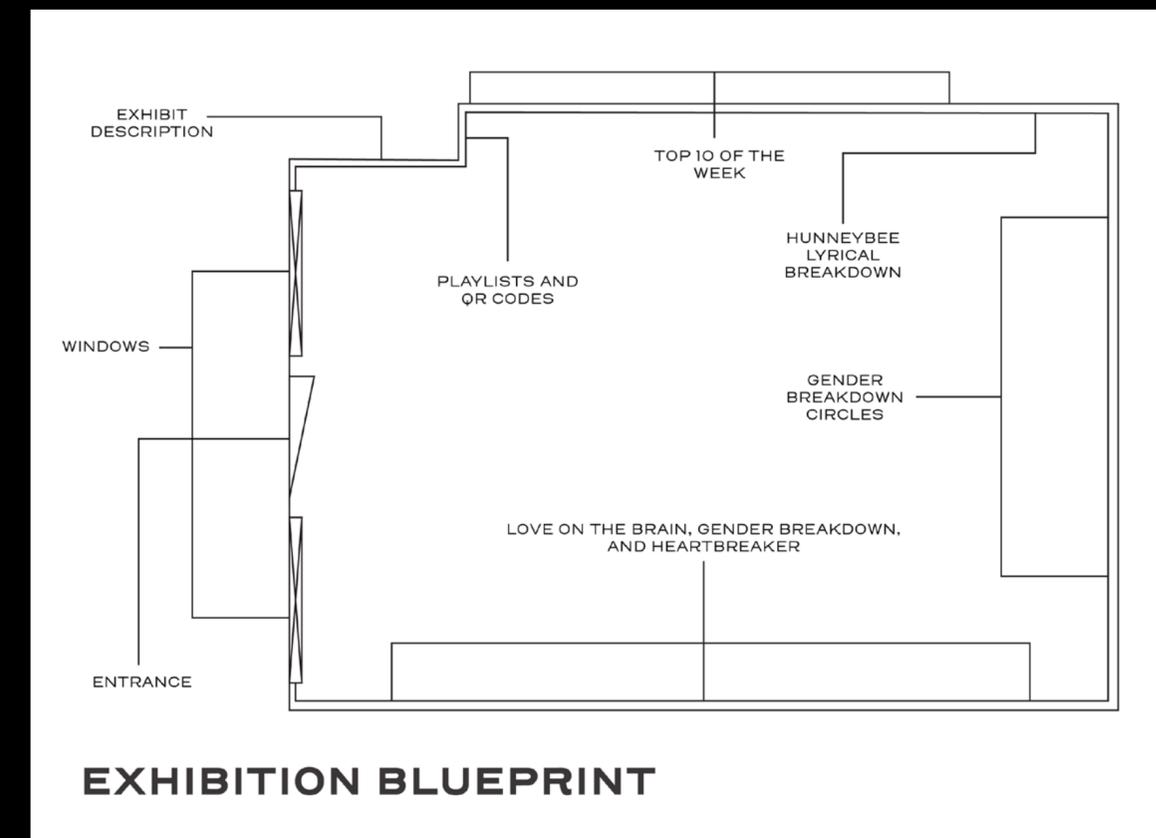 EXHIBIT
DESCRIPTION
TOP 10 OF THE
WEEK
HUNNEYBEE
LYRICAL
BREAKDOWN
PLAYLISTS AND
QR CODES
WINDOWS
GENDER
BREAKDOWN
CIRCLES
LOVE ON THE BRAIN, GENDER BREAKDOWN,
AND HEARTBREAKER
ENTRANCE
EXHIBITION BLUEPRINT